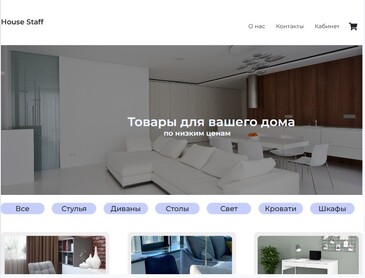 House Staff
О нас Контакты Кабинет
Товары для вашего дома
по низким ценам
Все Стулья Диваны Столы Свет Кровати Шкафы